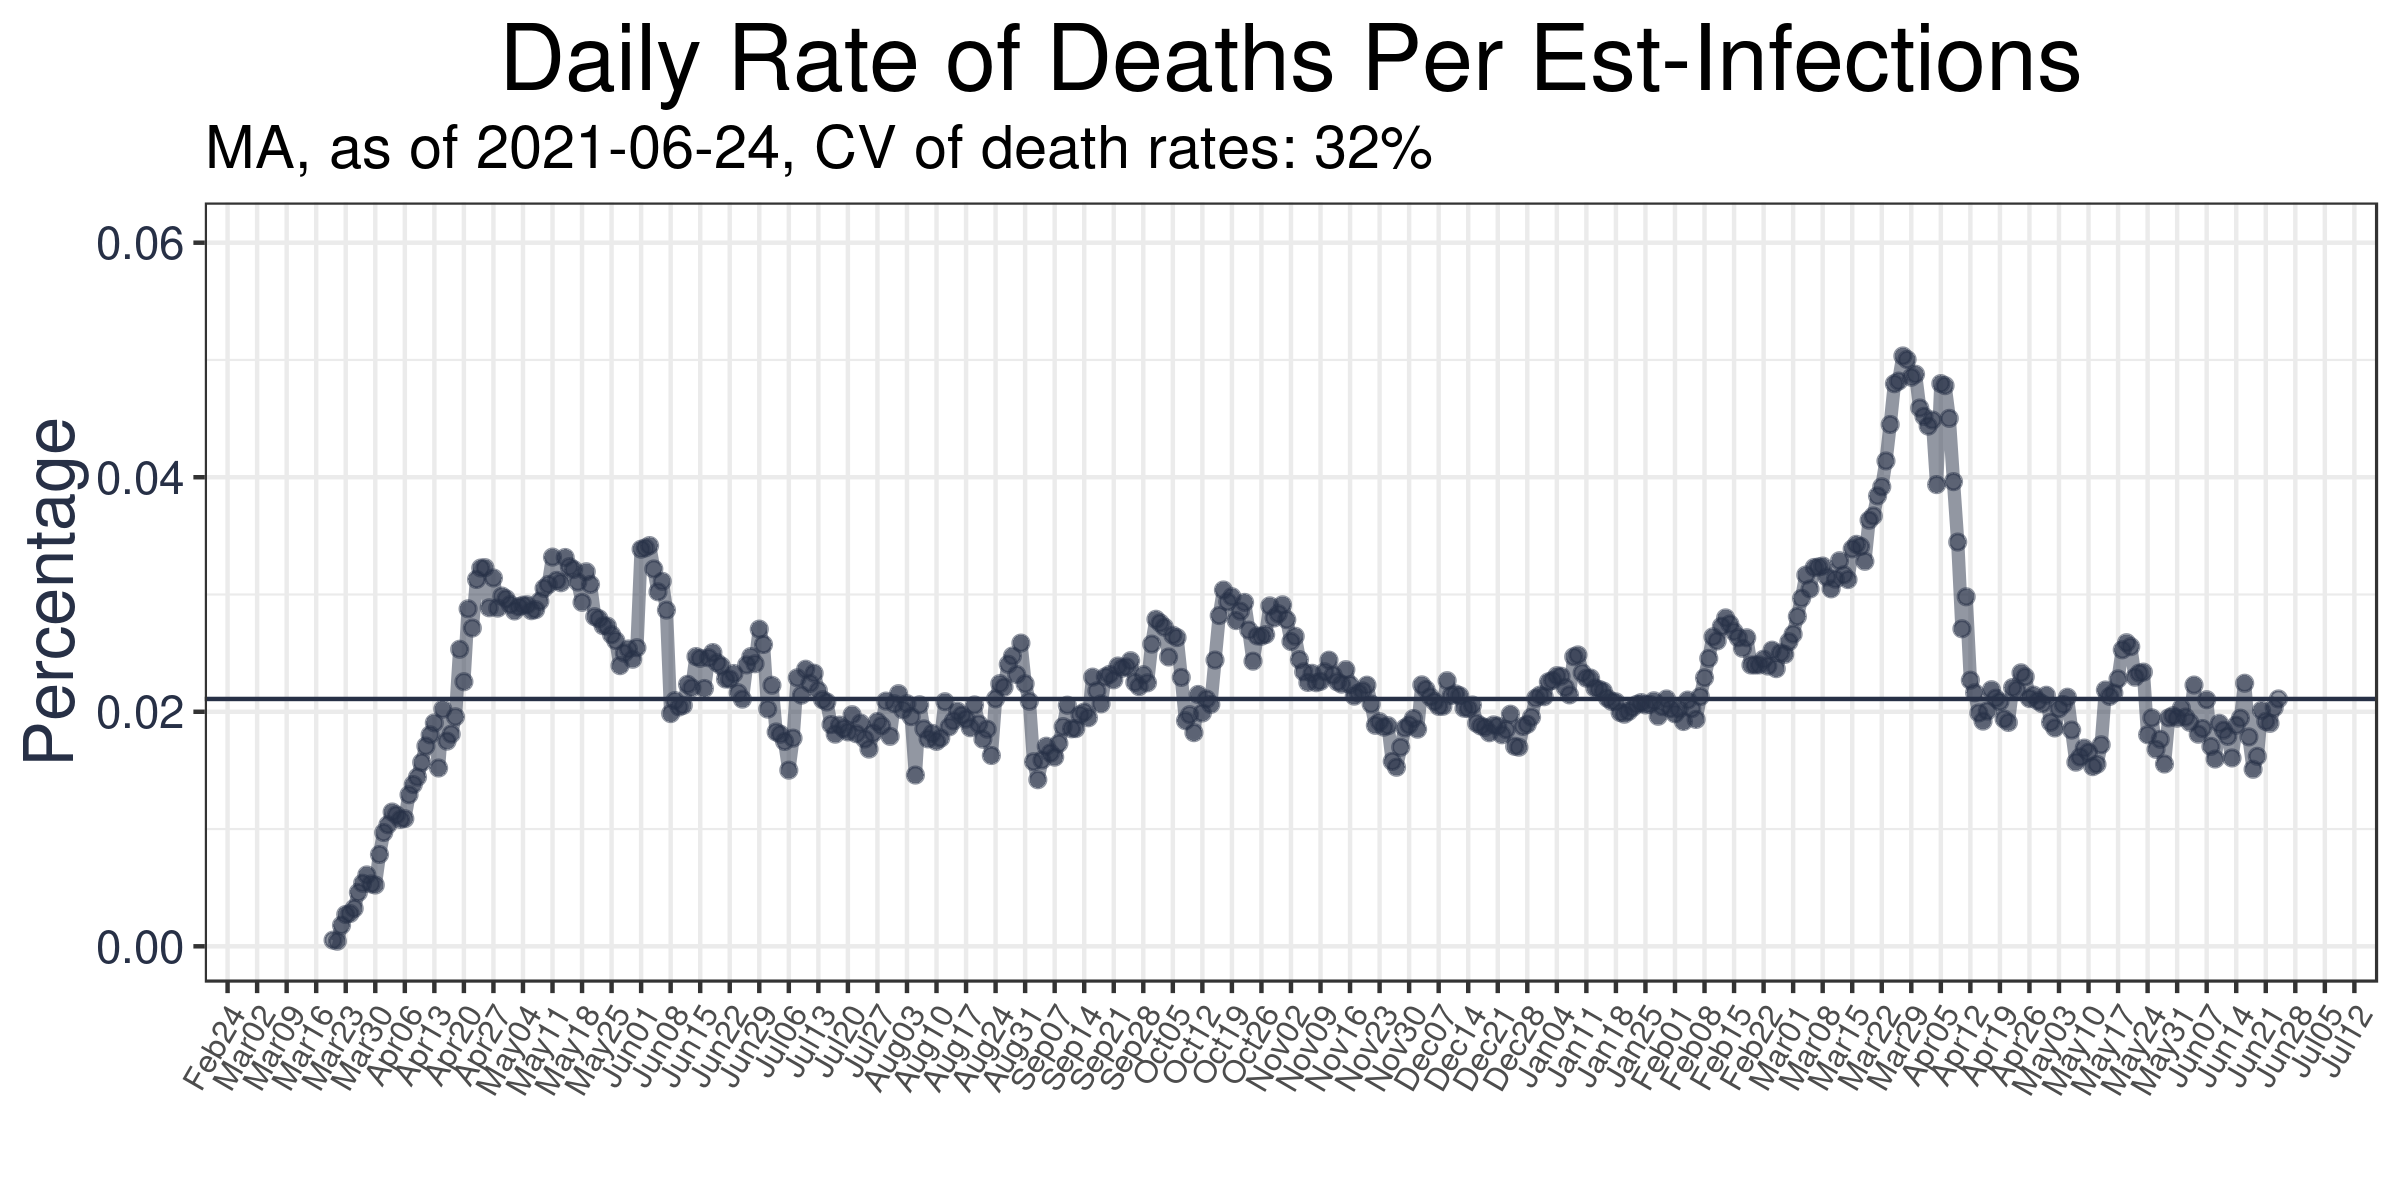 Daily Rate of Deaths Per Est-Infections
MA, as of 2021-06-24, CV of death rates: 32%
Percentage
0.06
0.04
0.02
0.00
Feb24
Mar02
Mar09
Mar16
Mar23
Mar30
Apr06
Apr13
Apr20
Apr27
May04
May11
May18
May25
Jun01
Jun08
Jun15
Jun22
Jun29
Jul06
Jul13
Jul20
Jul27
Aug03
Aug10
Aug17
Aug24
Aug31
Sep07
Sep14
Sep21
Sep28
Oct05
Oct12
Oct19
Oct26
Nov02
Nov09
Nov16
Nov23
Nov30
Dec07
Dec14
Dec21
Dec28
Jan04
Jan11
Jan18
Jan25
Feb01
Feb08
Feb15
Feb22
Mar01
Mar08
Mar15
Mar22
Mar29
Apr05
Apr12
Apr19
Apr26
May03
May10
May17
May24
May31
Jun07
Jun14
Jun21
Jun28
Jul05
Jul12